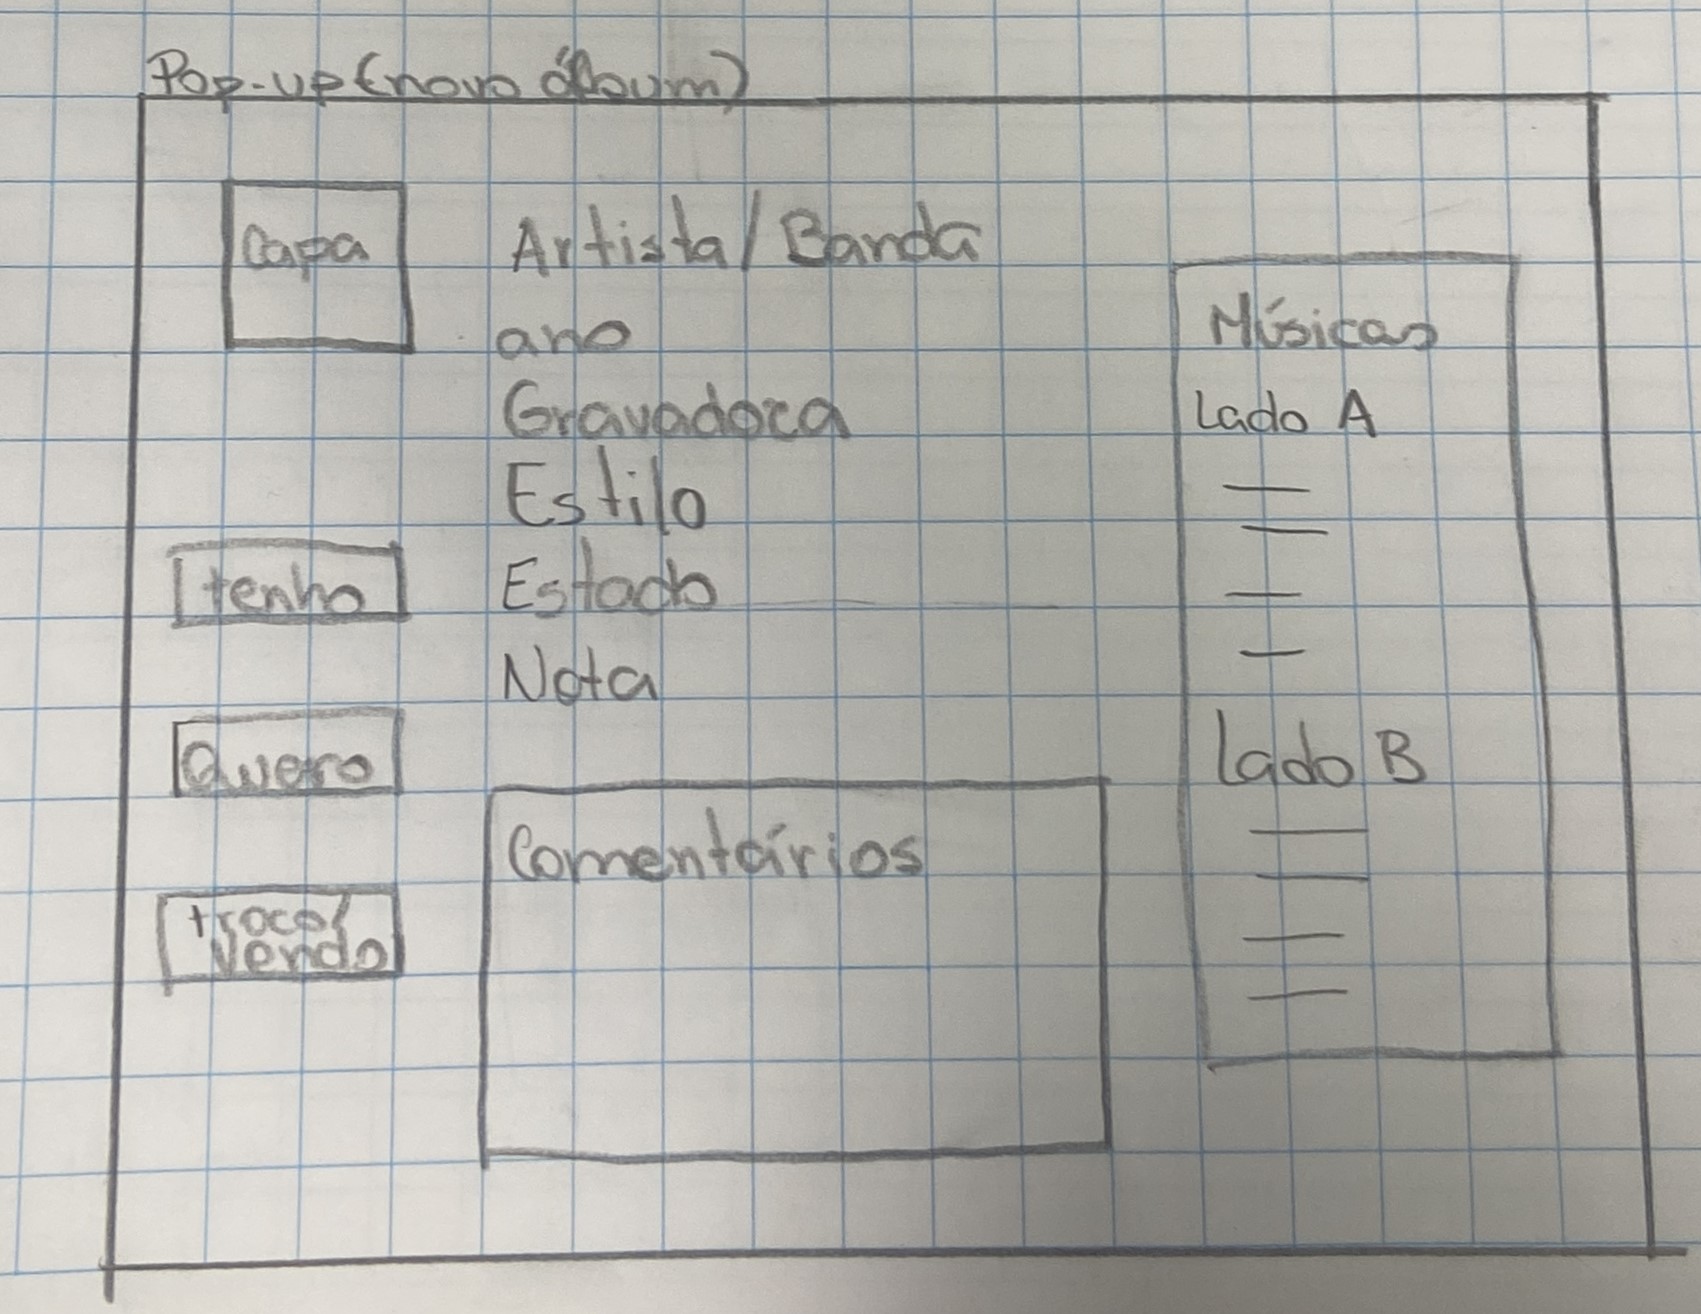 Pop-up (novo álbum)
Capa
Artista/Banda
ano
Gravadora
Estilo
Estado
Nota
tenho
Quero
troco/
Vendo
Comentários
Músicas
Lado A
Lado B